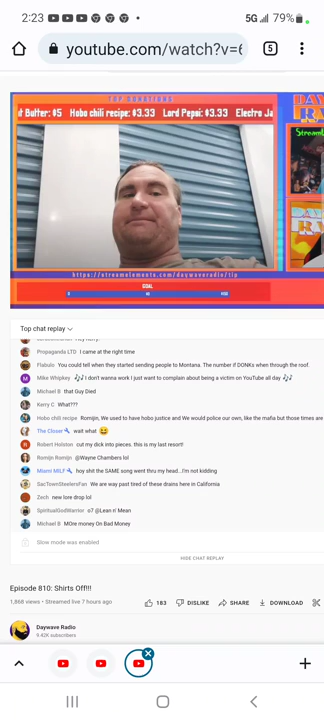 2:23
5G 79%
youtube.com/watch?v=6
5
TOP DONATIONS
t Butter: $5 Hobo chili recipe: $3.33 Lord Pepsi: $3.33 Electro Ja
https://streamelements.com/daywaveradio/tip
GOAL
0
Top chat replay
Propaganda LTD I came at the right time
Flabulo You could tell when they started sending people to Montana. The number if DONKs when through the roof.
Mike Whipkey 🎶 I don't wanna work I just want to complain about being a victim on YouTube all day 🎶
Michael B that Guy Died
Kerry C What???
Hobo chili recipe Romijn, We used to have hobo justice and We would police our own, like the mafia but those times are
The Closer wait what 😆
Robert Holston cut my dick into pieces. this is my last resort!
Romijn Romijn @Wayne Chambers lol
Miami MILF hoy shit the SAME song went thru my head...I'm not kidding
SacTownSteelersFan We are way past tired of these drains here in California
Zech new lore drop lol
SpiritualGodWarrior o7 @Lean n' Mean
Michael B MOre money On Bad Money
Slow mode was enabled
HIDE CHAT REPLAY
Episode 810: Shirts Off!!!
1,868 views • Streamed live 7 hours ago
183 DISLIKE SHARE DOWNLOAD
Daywave Radio
9.42K subscribers